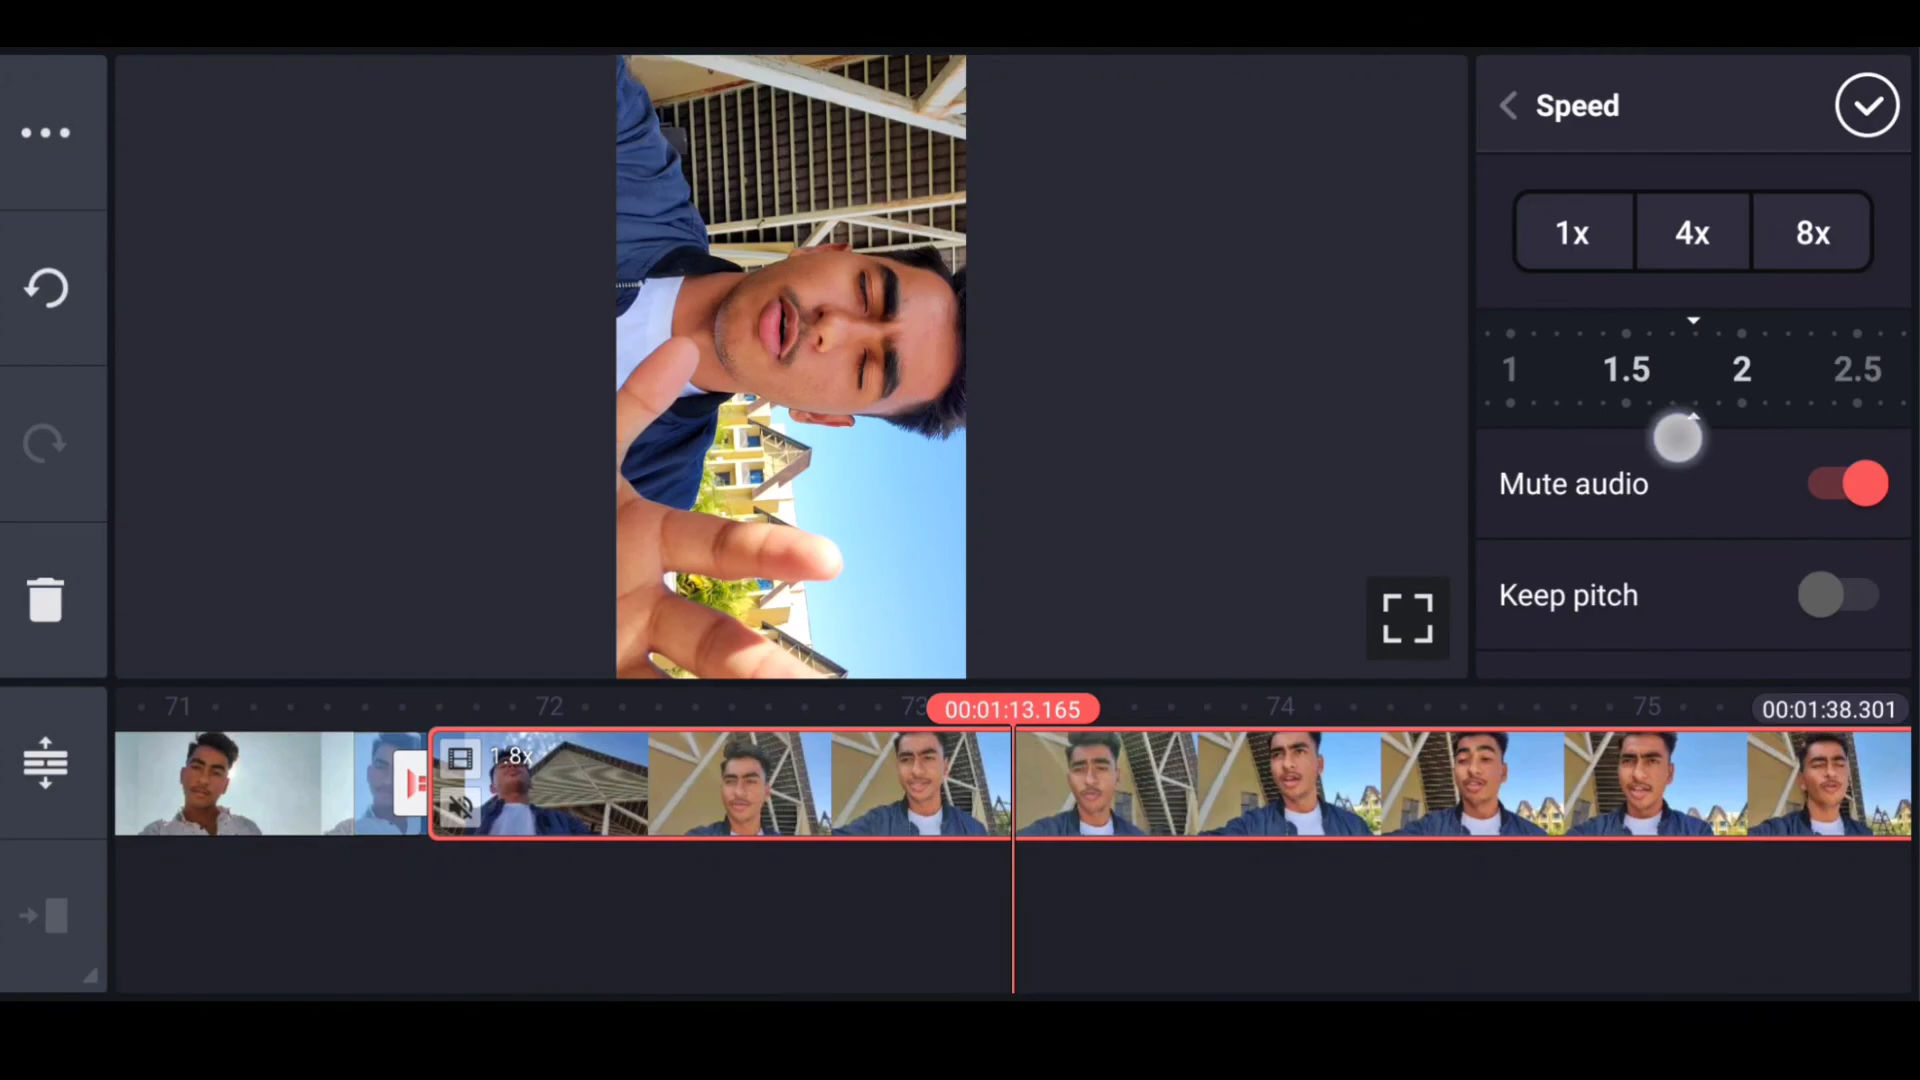 Speed
1x 4x 8x
1 1.5 2 2.5
Mute audio
Keep pitch
71 72 73 00:01:13.165 74 75 00:01:38.301
1.8x